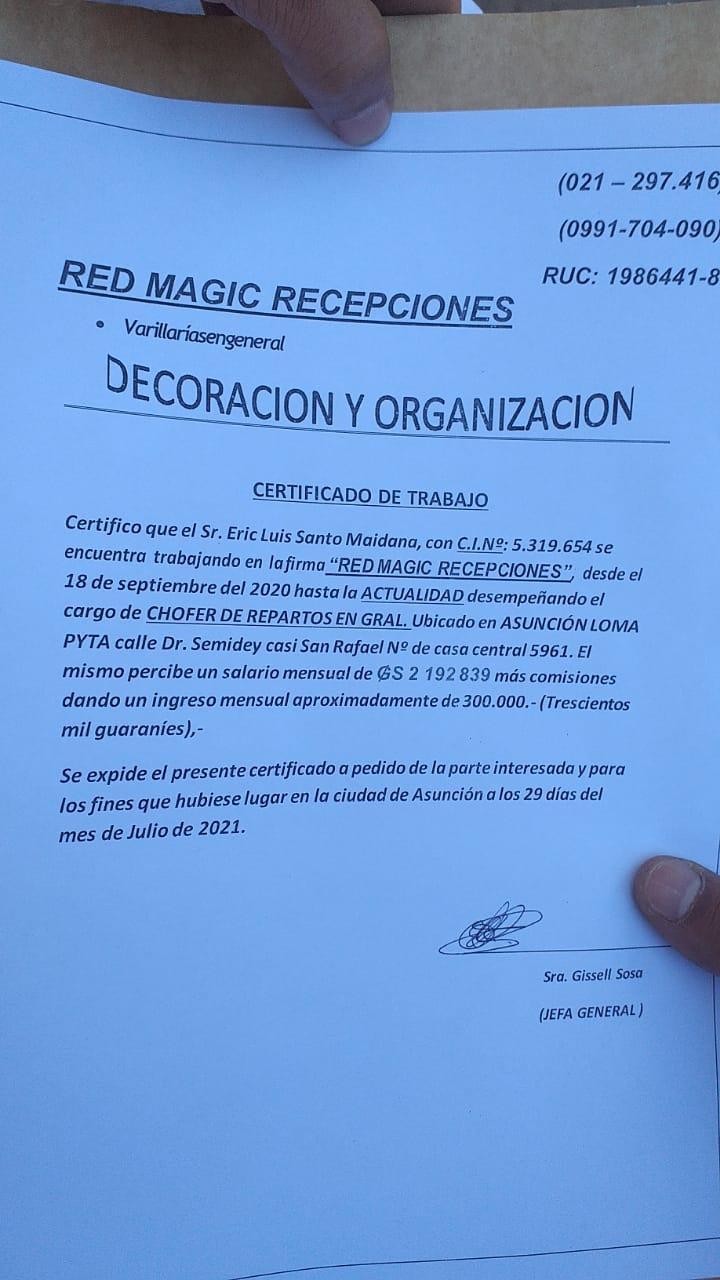 (021 – 297.416)
(0991-704-090)
RUC: 1986441-8
RED MAGIC RECEPCIONES
• Varillaríasengeneral
DECORACION Y ORGANIZACION
CERTIFICADO DE TRABAJO
Certifico que el Sr. Eric Luis Santo Maidana, con C.I.Nº: 5.319.654 se
encuentra trabajando en lafirma “RED MAGIC RECEPCIONES”, desde el
18 de septiembre del 2020 hasta la ACTUALIDAD desempeñando el
cargo de CHOFER DE REPARTOS EN GRAL. Ubicado en ASUNCIÓN LOMA
PYTA calle Dr. Semidey casi San Rafael Nº de casa central 5961. El
mismo percibe un salario mensual de ₲S 2 192 839 más comisiones
dando un ingreso mensual aproximadamente de 300.000.- (Trescientos
mil guaraníes),-
Se expide el presente certificado a pedido de la parte interesada y para
los fines que hubiese lugar en la ciudad de Asunción a los 29 días del
mes de Julio de 2021.
Sra. Gissell Sosa
(JEFA GENERAL)